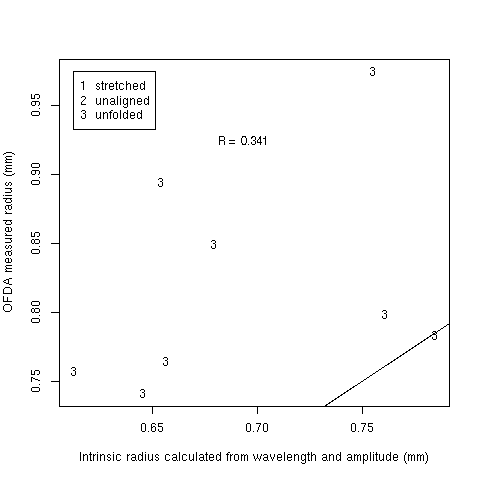 1 stretched
2 unaligned
3 unfolded
R = 0.341
3
3
3
3
3
3
3
3
0.95
0.90
0.85
0.80
0.75
OFDA measured radius (mm)
0.65 0.70 0.75
Intrinsic radius calculated from wavelength and amplitude (mm)